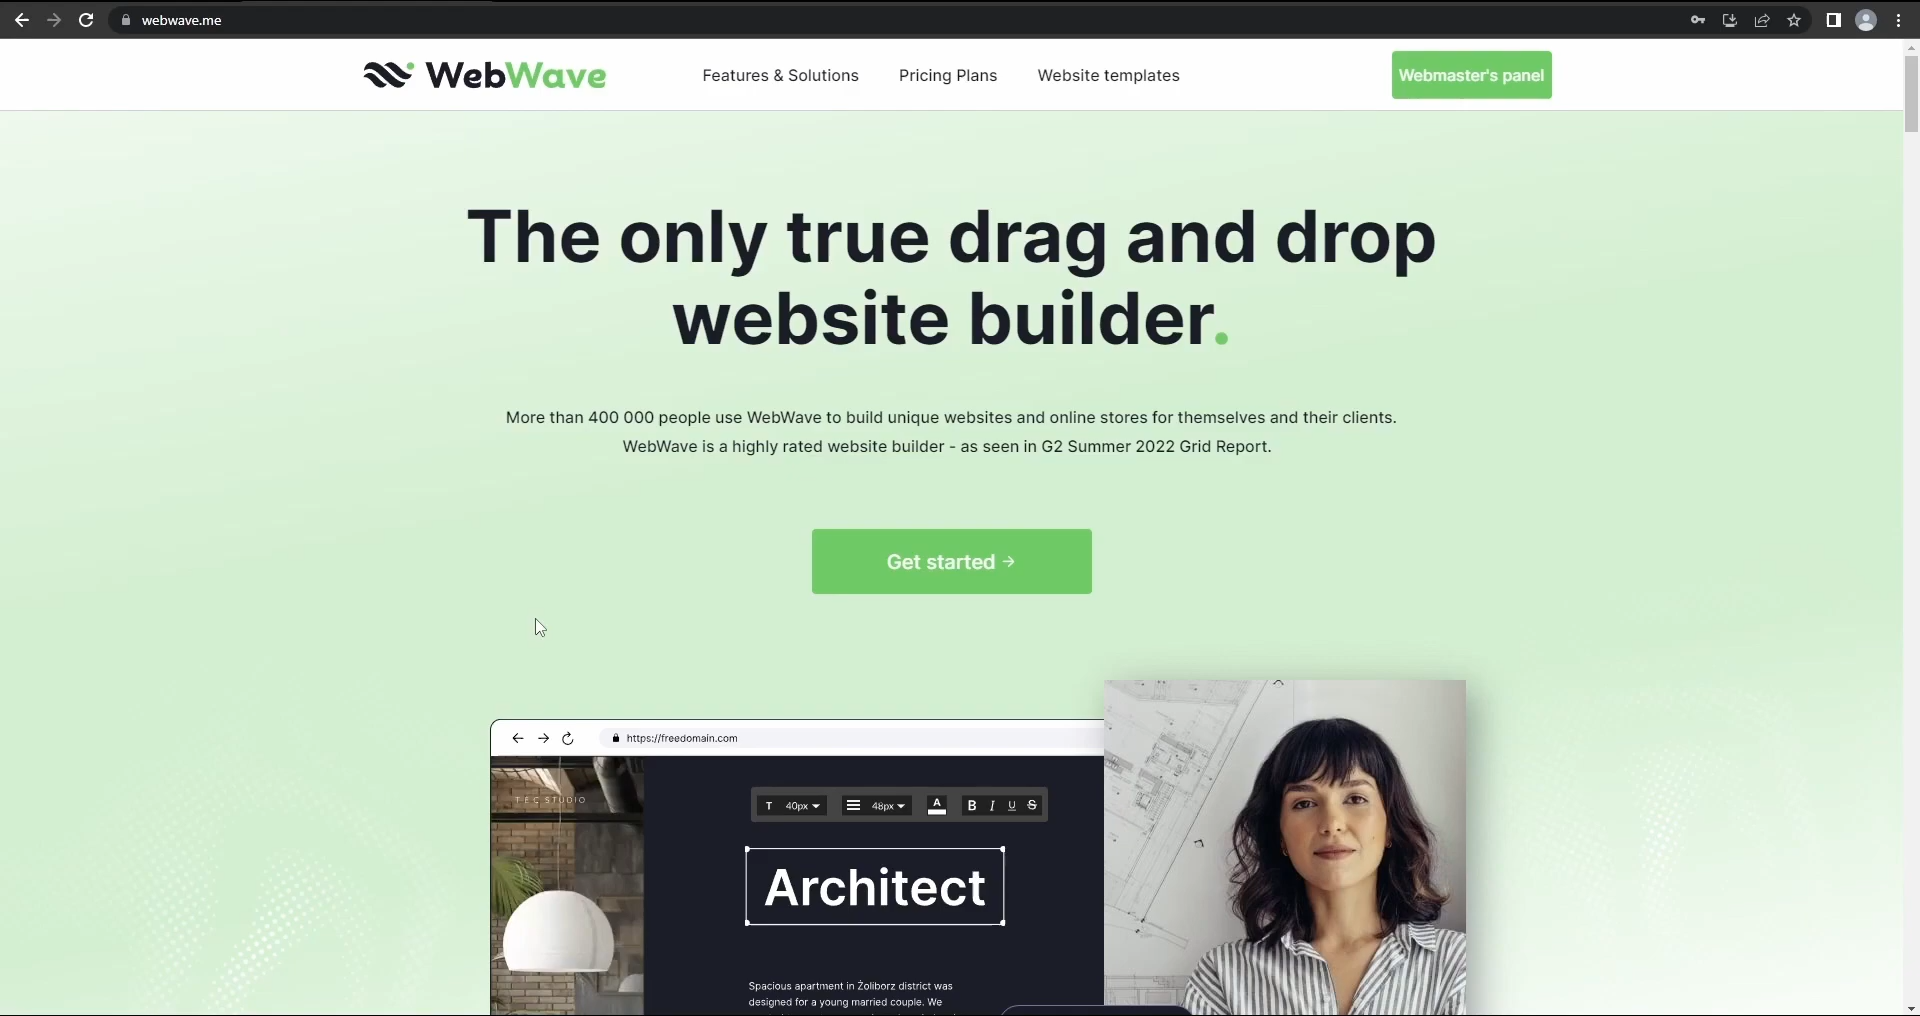 webwave.me
WebWave
Features & Solutions
Pricing Plans
Website templates
Webmaster's panel
The only true drag and drop
website builder.
More than 400 000 people use WebWave to build unique websites and online stores for themselves and their clients.
WebWave is a highly rated website builder - as seen in G2 Summer 2022 Grid Report.
Get started →
https://freedomain.com
TEC STUDIO
T 40px 48px A B I U S
Architect
Spacious apartment in Żoliborz district was
designed for a young married couple. We